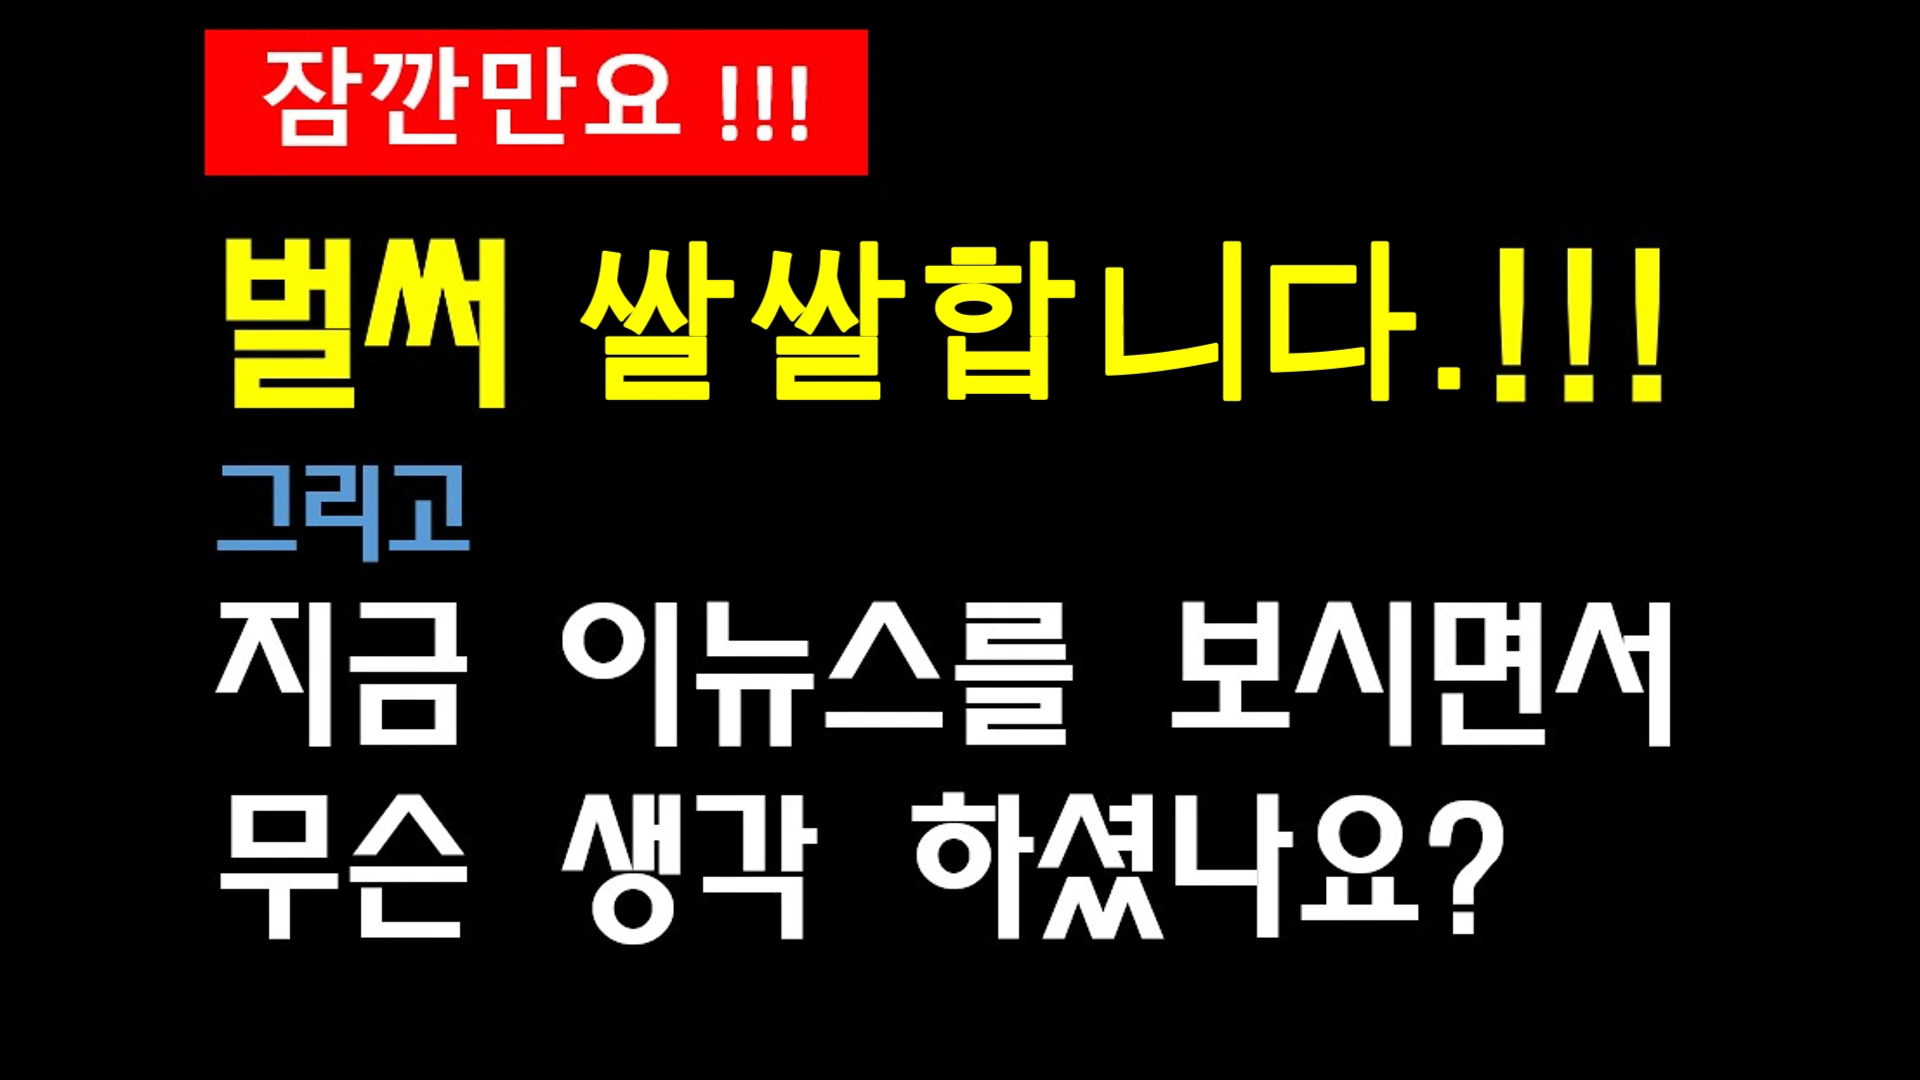 잠깐만요 !!!
벌써 쌀쌀합니다.!!!
그리고
지금 이뉴스를 보시면서
무슨 생각 하셨나요?